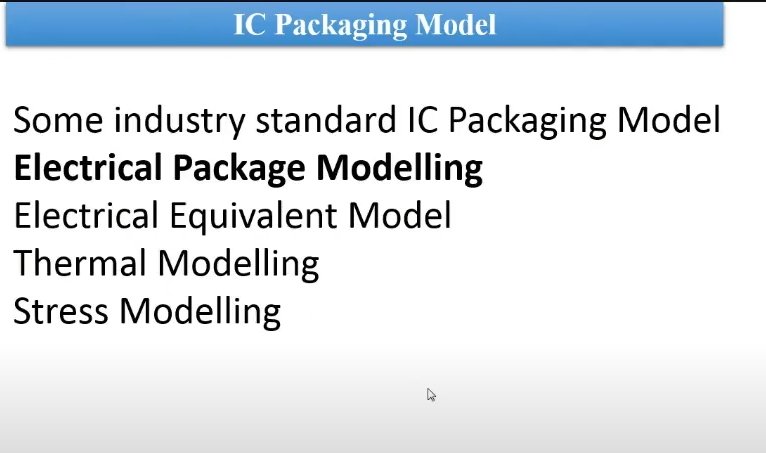 IC Packaging Model
Some industry standard IC Packaging Model
Electrical Package Modelling
Electrical Equivalent Model
Thermal Modelling
Stress Modelling